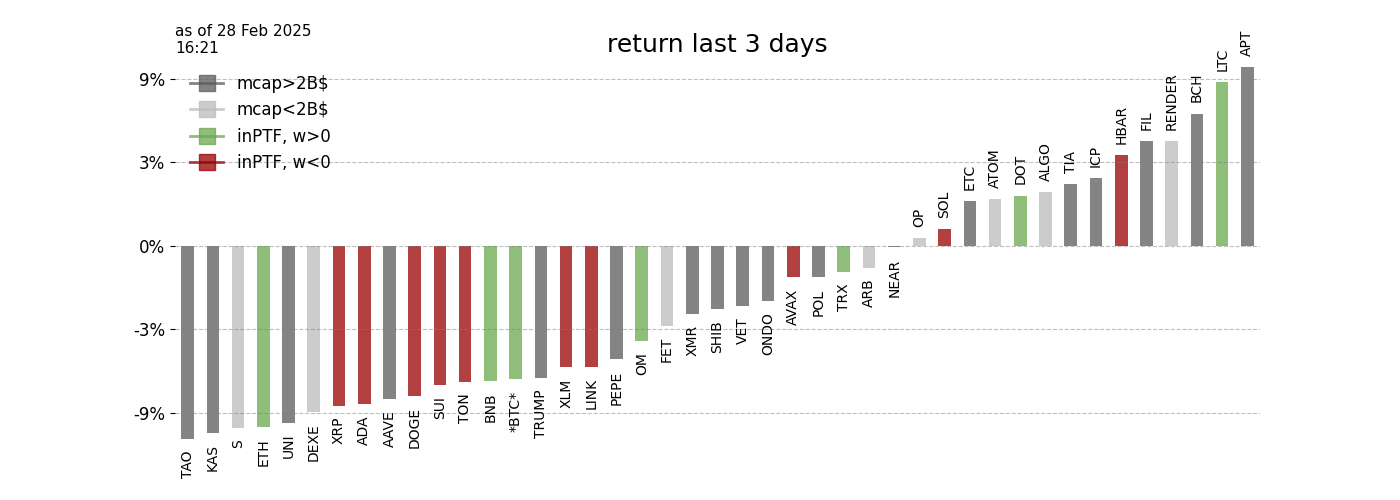 as of 28 Feb 2025
16:21
return last 3 days
mcap>2B$
mcap<2B$
inPTF, w>0
inPTF, w<0
9%
3%
0%
-3%
-9%
TAO
KAS
S
ETH
UNI
DEXE
XRP
ADA
AAVE
DOGE
SUI
TON
BNB
*BTC*
TRUMP
XLM
LINK
PEPE
OM
FET
XMR
SHIB
VET
ONDO
AVAX
POL
TRX
ARB
NEAR
OP
SOL
ETC
ATOM
DOT
ALGO
TIA
ICP
HBAR
FIL
RENDER
BCH
LTC
APT